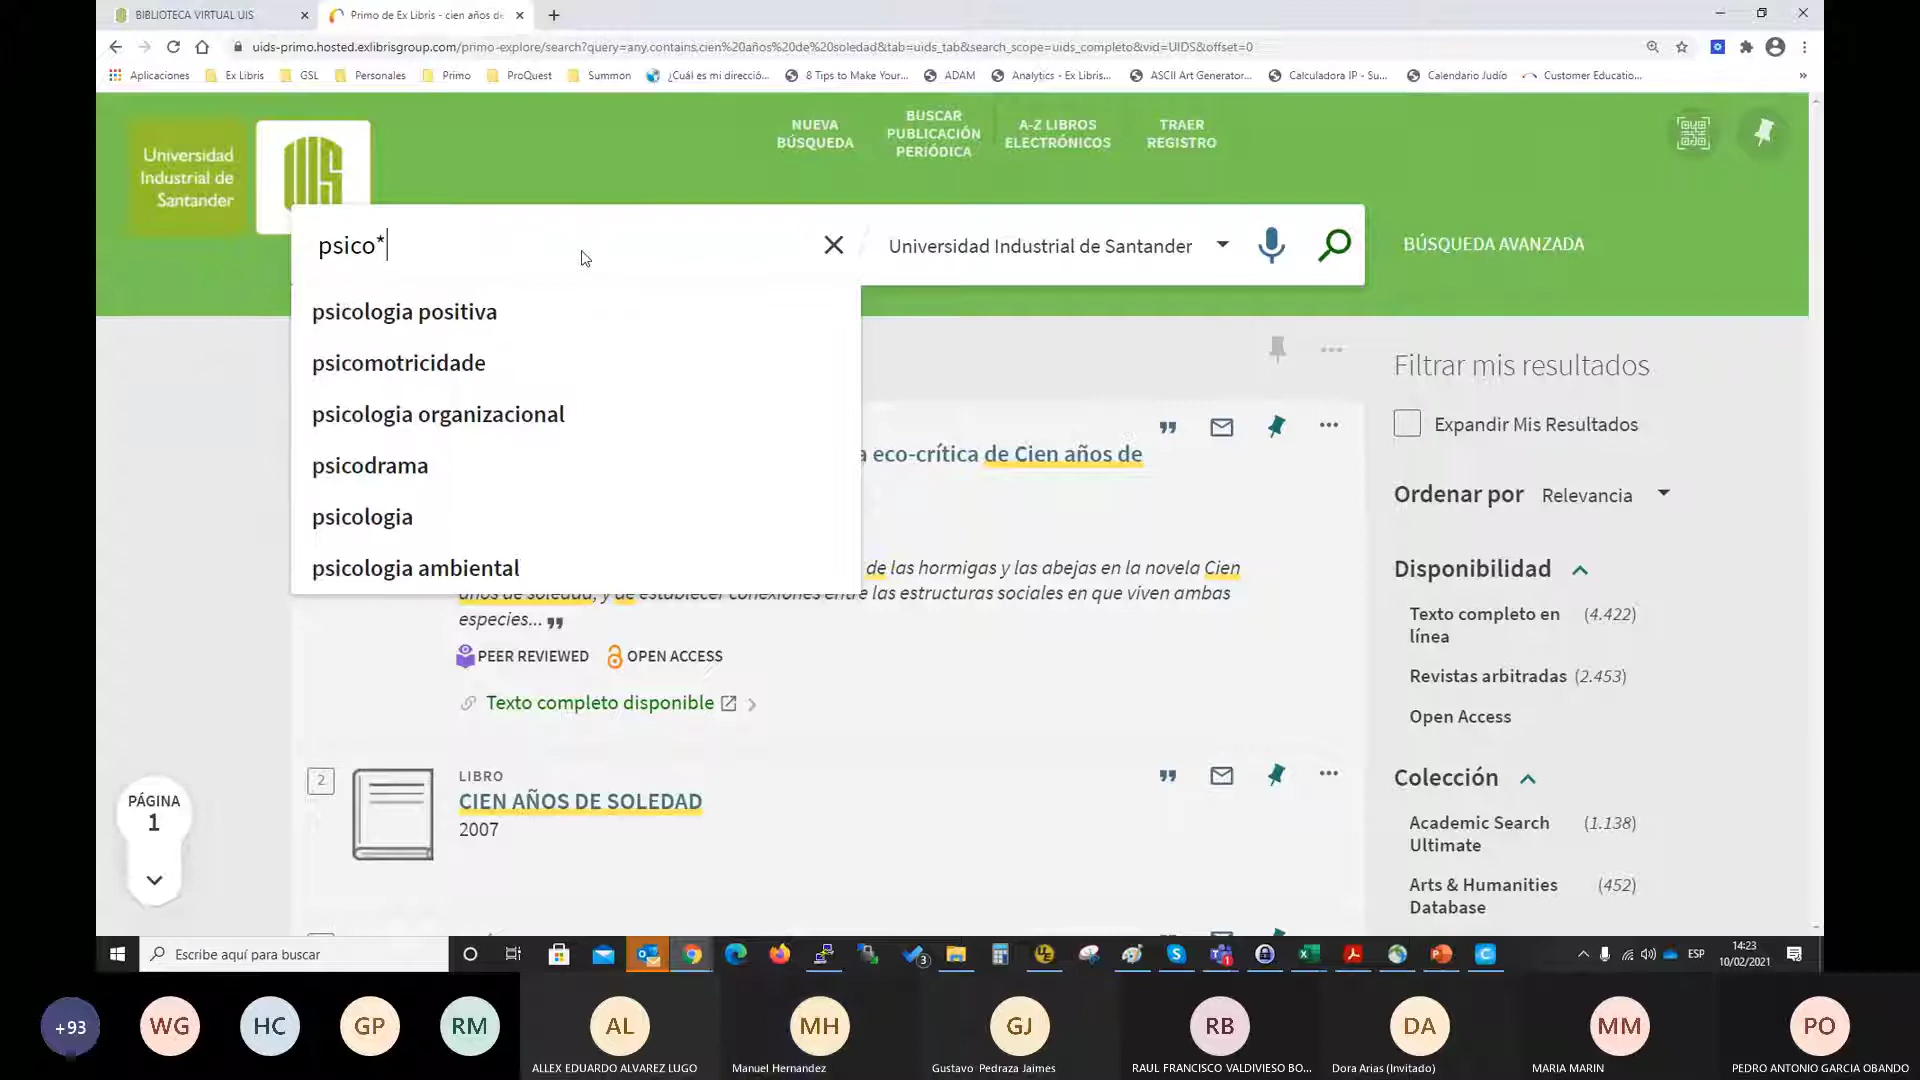 BIBLIOTECA VIRTUAL UIS
Primo de Ex Libris - cien años de
uids-primo.hosted.exlibrisgroup.com/primo-explore/search?query=any,contains,cien%20años%20de%20soledad&tab=uids_tab&search_scope=uids_completo&vid=UIDS&offset=0
Aplicaciones Ex Libris GSL Personales Primo ProQuest Summon ¿Cuál es mi direcció... 8 Tips to Make Your... ADAM Analytics - Ex Libris... ASCII Art Generator... Calculadora IP - Su... Calendario Judío Customer Educatio... »
Universidad
Industrial de
Santander
UIS
NUEVA
BÚSQUEDA
BUSCAR
PUBLICACIÓN
PERIÓDICA
A-Z LIBROS
ELECTRÓNICOS
TRAER
REGISTRO
psico*
Universidad Industrial de Santander
BÚSQUEDA AVANZADA
psicologia positiva
psicomotricidade
psicologia organizacional
psicodrama
psicologia
psicologia ambiental
a eco-crítica de Cien años de
de las hormigas y las abejas en la novela Cien
años de soledad, y de establecer conexiones entre las estructuras sociales en que viven ambas
especies...
PEER REVIEWED OPEN ACCESS
Texto completo disponible
2
LIBRO
CIEN AÑOS DE SOLEDAD
2007
PÁGINA
1
Filtrar mis resultados
Expandir Mis Resultados
Ordenar por Relevancia
Disponibilidad
Texto completo en
línea
(4.422)
Revistas arbitradas (2.453)
Open Access
Colección
Academic Search
Ultimate
(1.138)
Arts & Humanities
Database
(452)
Escribe aquí para buscar
3
1
ESP
14:23
10/02/2021
+93
WG
HC
GP
RM
AL
MH
GJ
RB
DA
MM
PO
ALLEX EDUARDO ALVAREZ LUGO
Manuel Hernandez
Gustavo Pedraza Jaimes
RAUL FRANCISCO VALDIVIESO BO...
Dora Arias (Invitado)
MARIA MARIN
PEDRO ANTONIO GARCIA OBANDO